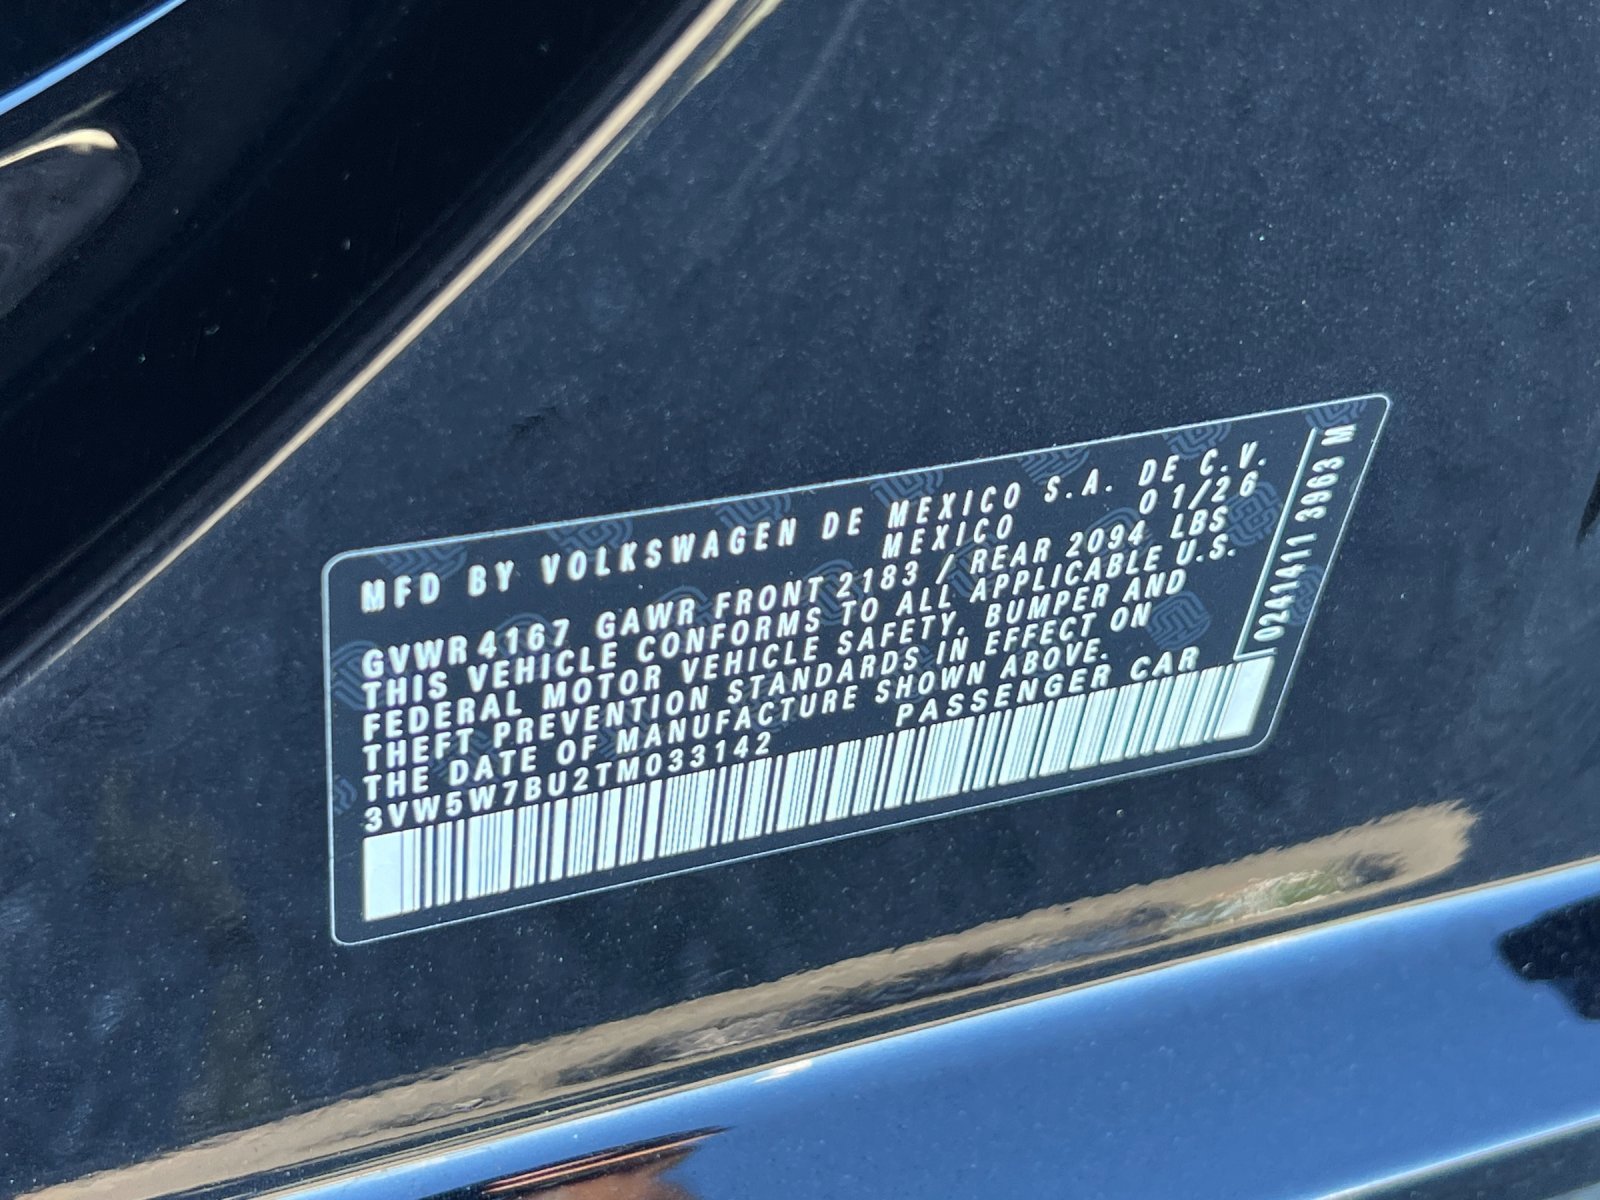 MFD BY VOLKSWAGEN DE MEXICO S.A. DE C.V.
MEXICO 01/26
GVWR 4167 GAWR FRONT 2183 / REAR 2094 LBS
THIS VEHICLE CONFORMS TO ALL APPLICABLE U.S.
FEDERAL MOTOR VEHICLE SAFETY, BUMPER AND
THEFT PREVENTION STANDARDS IN EFFECT ON
THE DATE OF MANUFACTURE SHOWN ABOVE.
3VW5W7BU2TM033142 PASSENGER CAR
0241411 3963 M